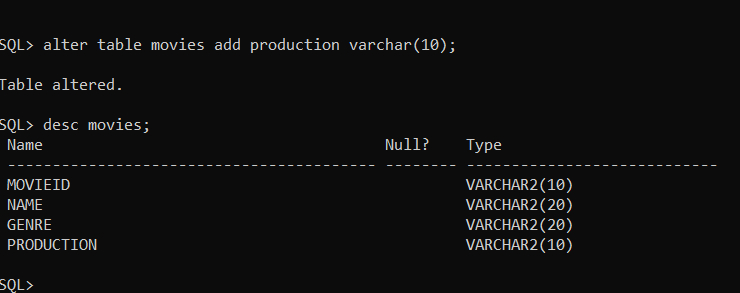 SQL> alter table movies add production varchar(10);
Table altered.
SQL> desc movies;
Name Null? Type
----------------------------------------- -------- ----------------------------
MOVIEID VARCHAR2(10)
NAME VARCHAR2(20)
GENRE VARCHAR2(20)
PRODUCTION VARCHAR2(10)
SQL>